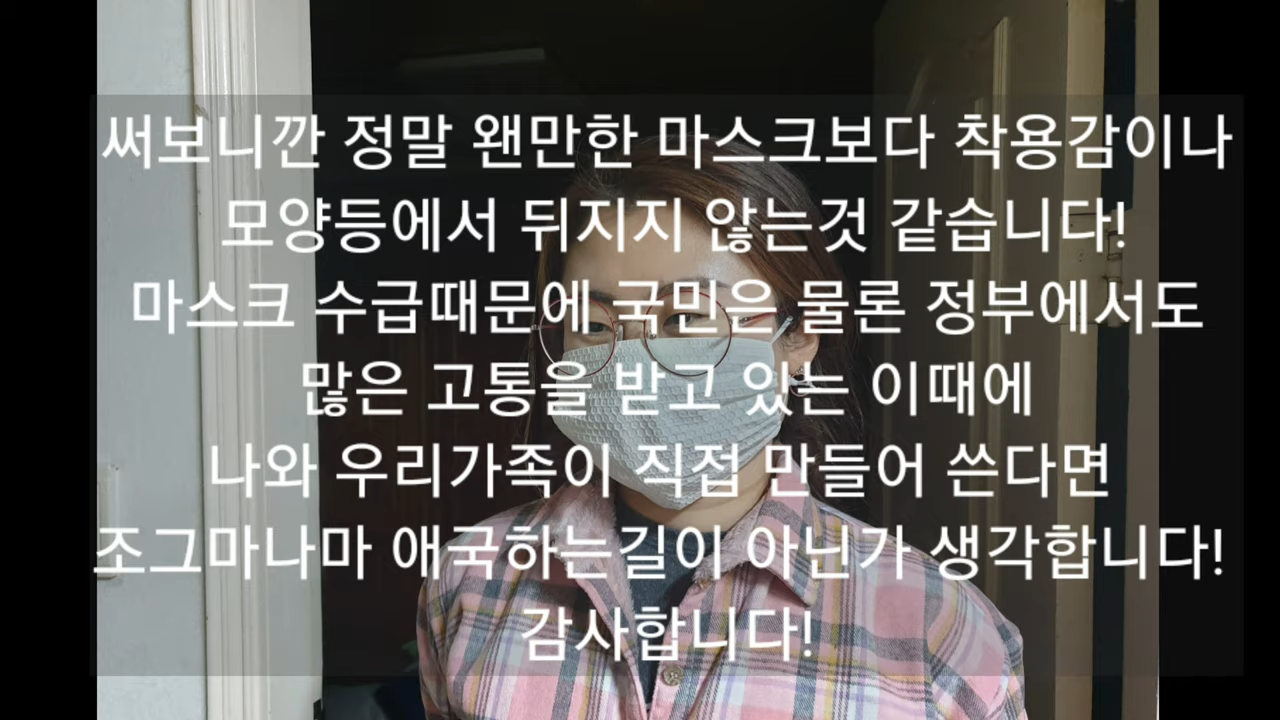 써보니깐 정말 왠만한 마스크보다 착용감이나
모양등에서 뒤지지 않는것 같습니다!
마스크 수급때문에 국민은 물론 정부에서도
많은 고통을 받고 있는 이때에
나와 우리가족이 직접 만들어 쓴다면
조그마나마 애국하는길이 아닌가 생각합니다!
감사합니다!